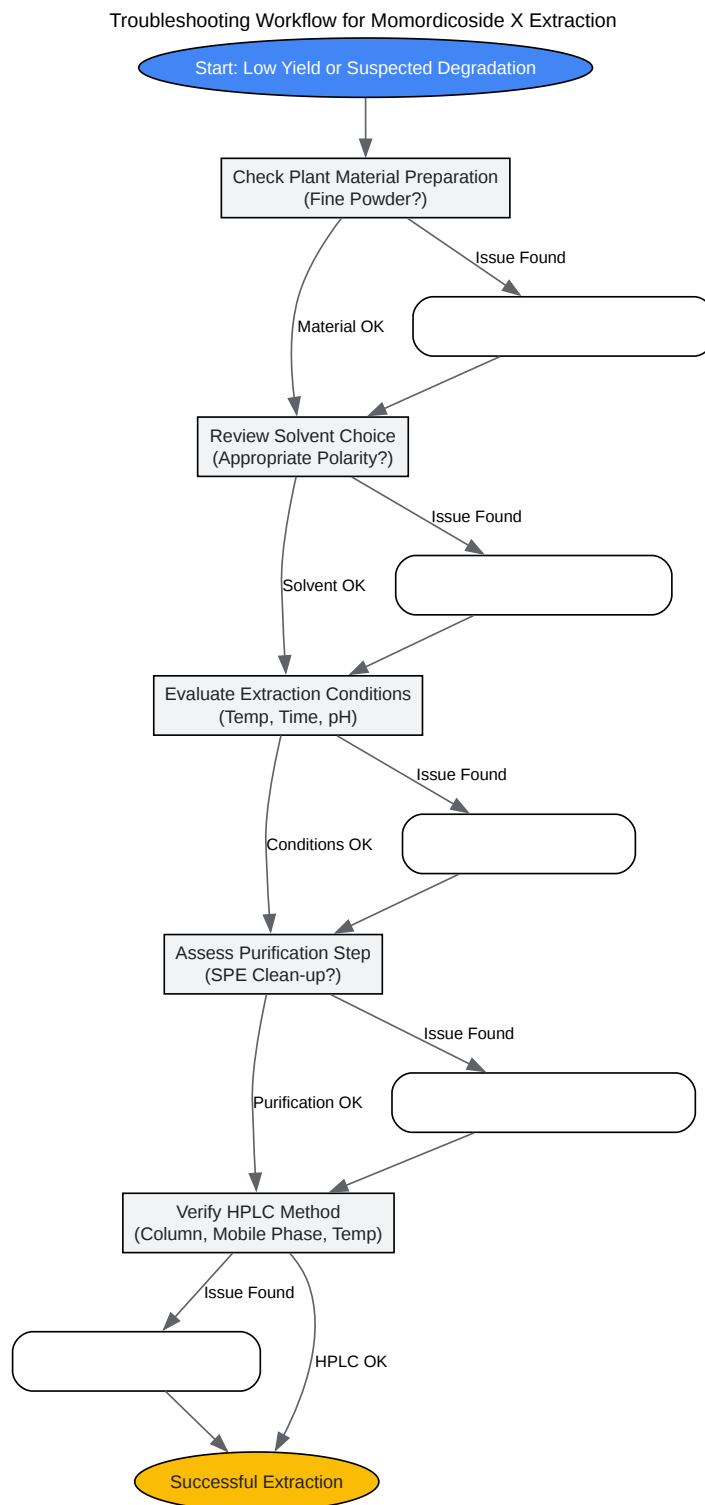 Troubleshooting Workflow for Momordicoside X Extraction
Start: Low Yield or Suspected Degradation
Check Plant Material Preparation
(Fine Powder?)
Issue Found
Material OK
Review Solvent Choice
(Appropriate Polarity?)
Issue Found
Solvent OK
Evaluate Extraction Conditions
(Temp, Time, pH)
Issue Found
Conditions OK
Assess Purification Step
(SPE Clean-up?)
Issue Found
Purification OK
Verify HPLC Method
(Column, Mobile Phase, Temp)
Issue Found
HPLC OK
Successful Extraction